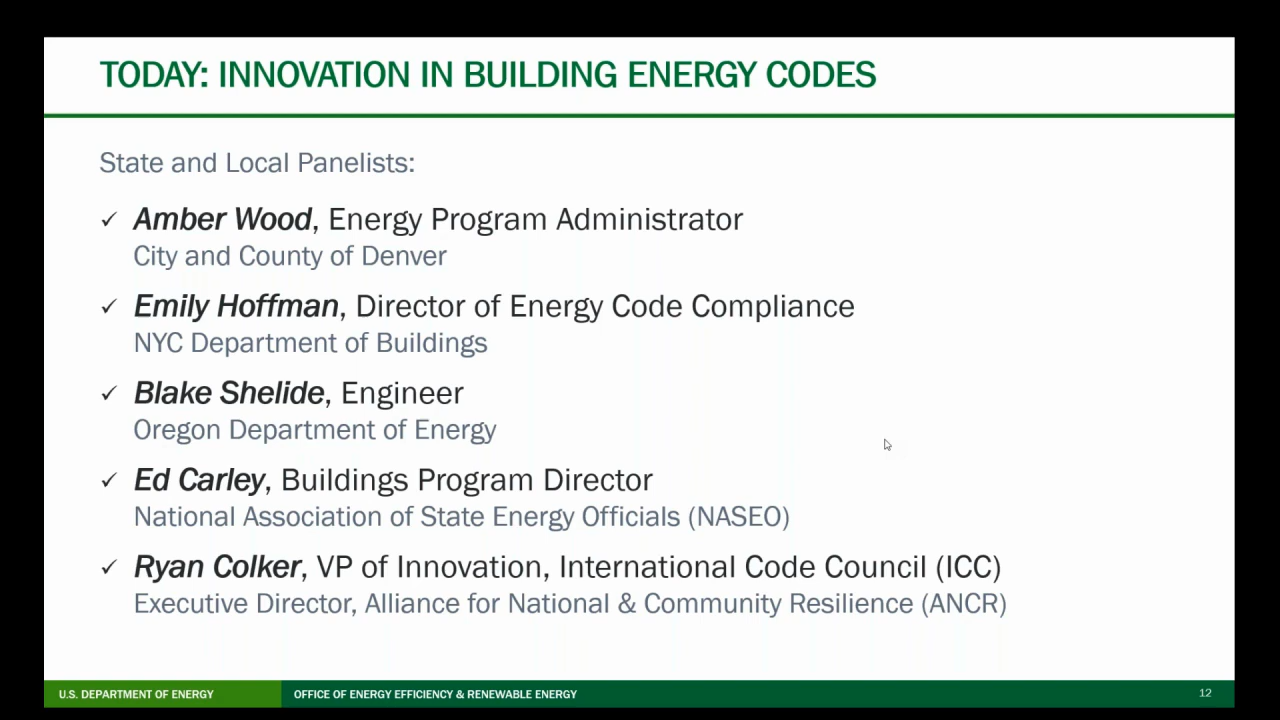 TODAY: INNOVATION IN BUILDING ENERGY CODES
State and Local Panelists:
✓ Amber Wood, Energy Program Administrator
City and County of Denver
✓ Emily Hoffman, Director of Energy Code Compliance
NYC Department of Buildings
✓ Blake Shelide, Engineer
Oregon Department of Energy
✓ Ed Carley, Buildings Program Director
National Association of State Energy Officials (NASEO)
✓ Ryan Colker, VP of Innovation, International Code Council (ICC)
Executive Director, Alliance for National & Community Resilience (ANCR)
U.S. DEPARTMENT OF ENERGY OFFICE OF ENERGY EFFICIENCY & RENEWABLE ENERGY 12